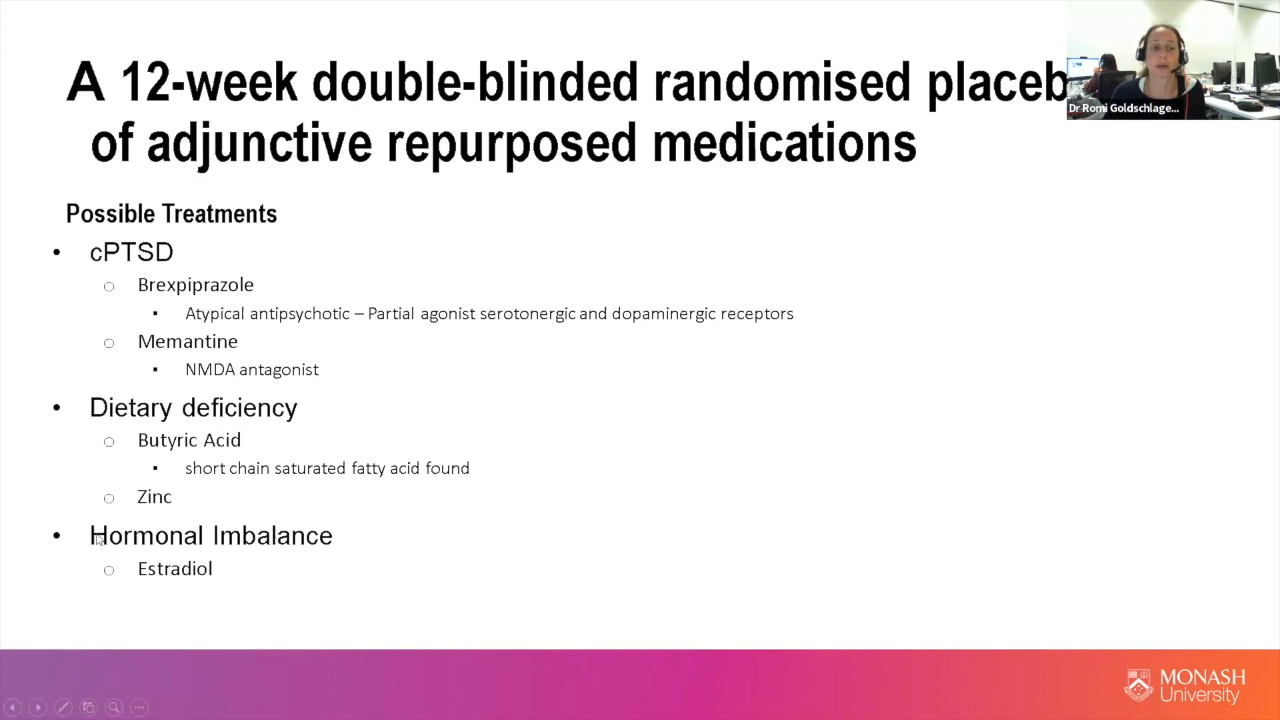 A 12-week double-blinded randomised placeb
of adjunctive repurposed medications
Dr Romi Goldschlage...
Possible Treatments
• cPTSD
○ Brexpiprazole
▪ Atypical antipsychotic – Partial agonist serotonergic and dopaminergic receptors
○ Memantine
▪ NMDA antagonist
• Dietary deficiency
○ Butyric Acid
▪ short chain saturated fatty acid found
○ Zinc
• Hormonal Imbalance
○ Estradiol
MONASH
University